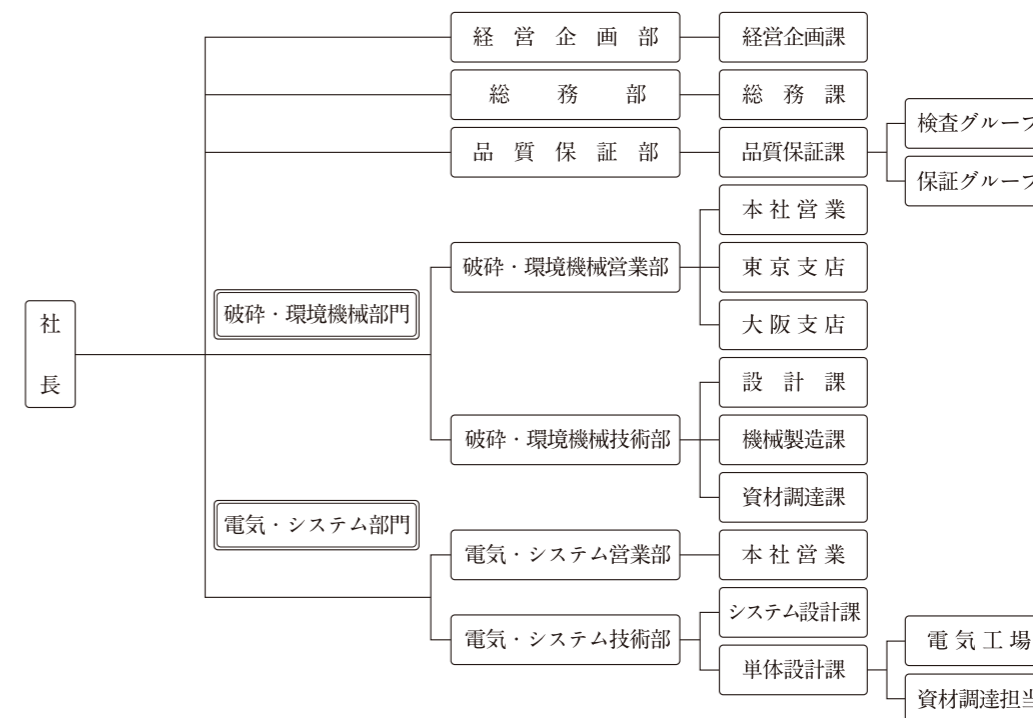 経営企画部
経営企画課
総務部
総務課
品質保証部
品質保証課
検査グループ
保証グループ
本社営業
破砕・環境機械営業部
東京支店
大阪支店
破砕・環境機械部門
社長
設計課
破砕・環境機械技術部
機械製造課
資材調達課
電気・システム部門
電気・システム営業部
本社営業
システム設計課
電気・システム技術部
単体設計課
電気工場
資材調達担当